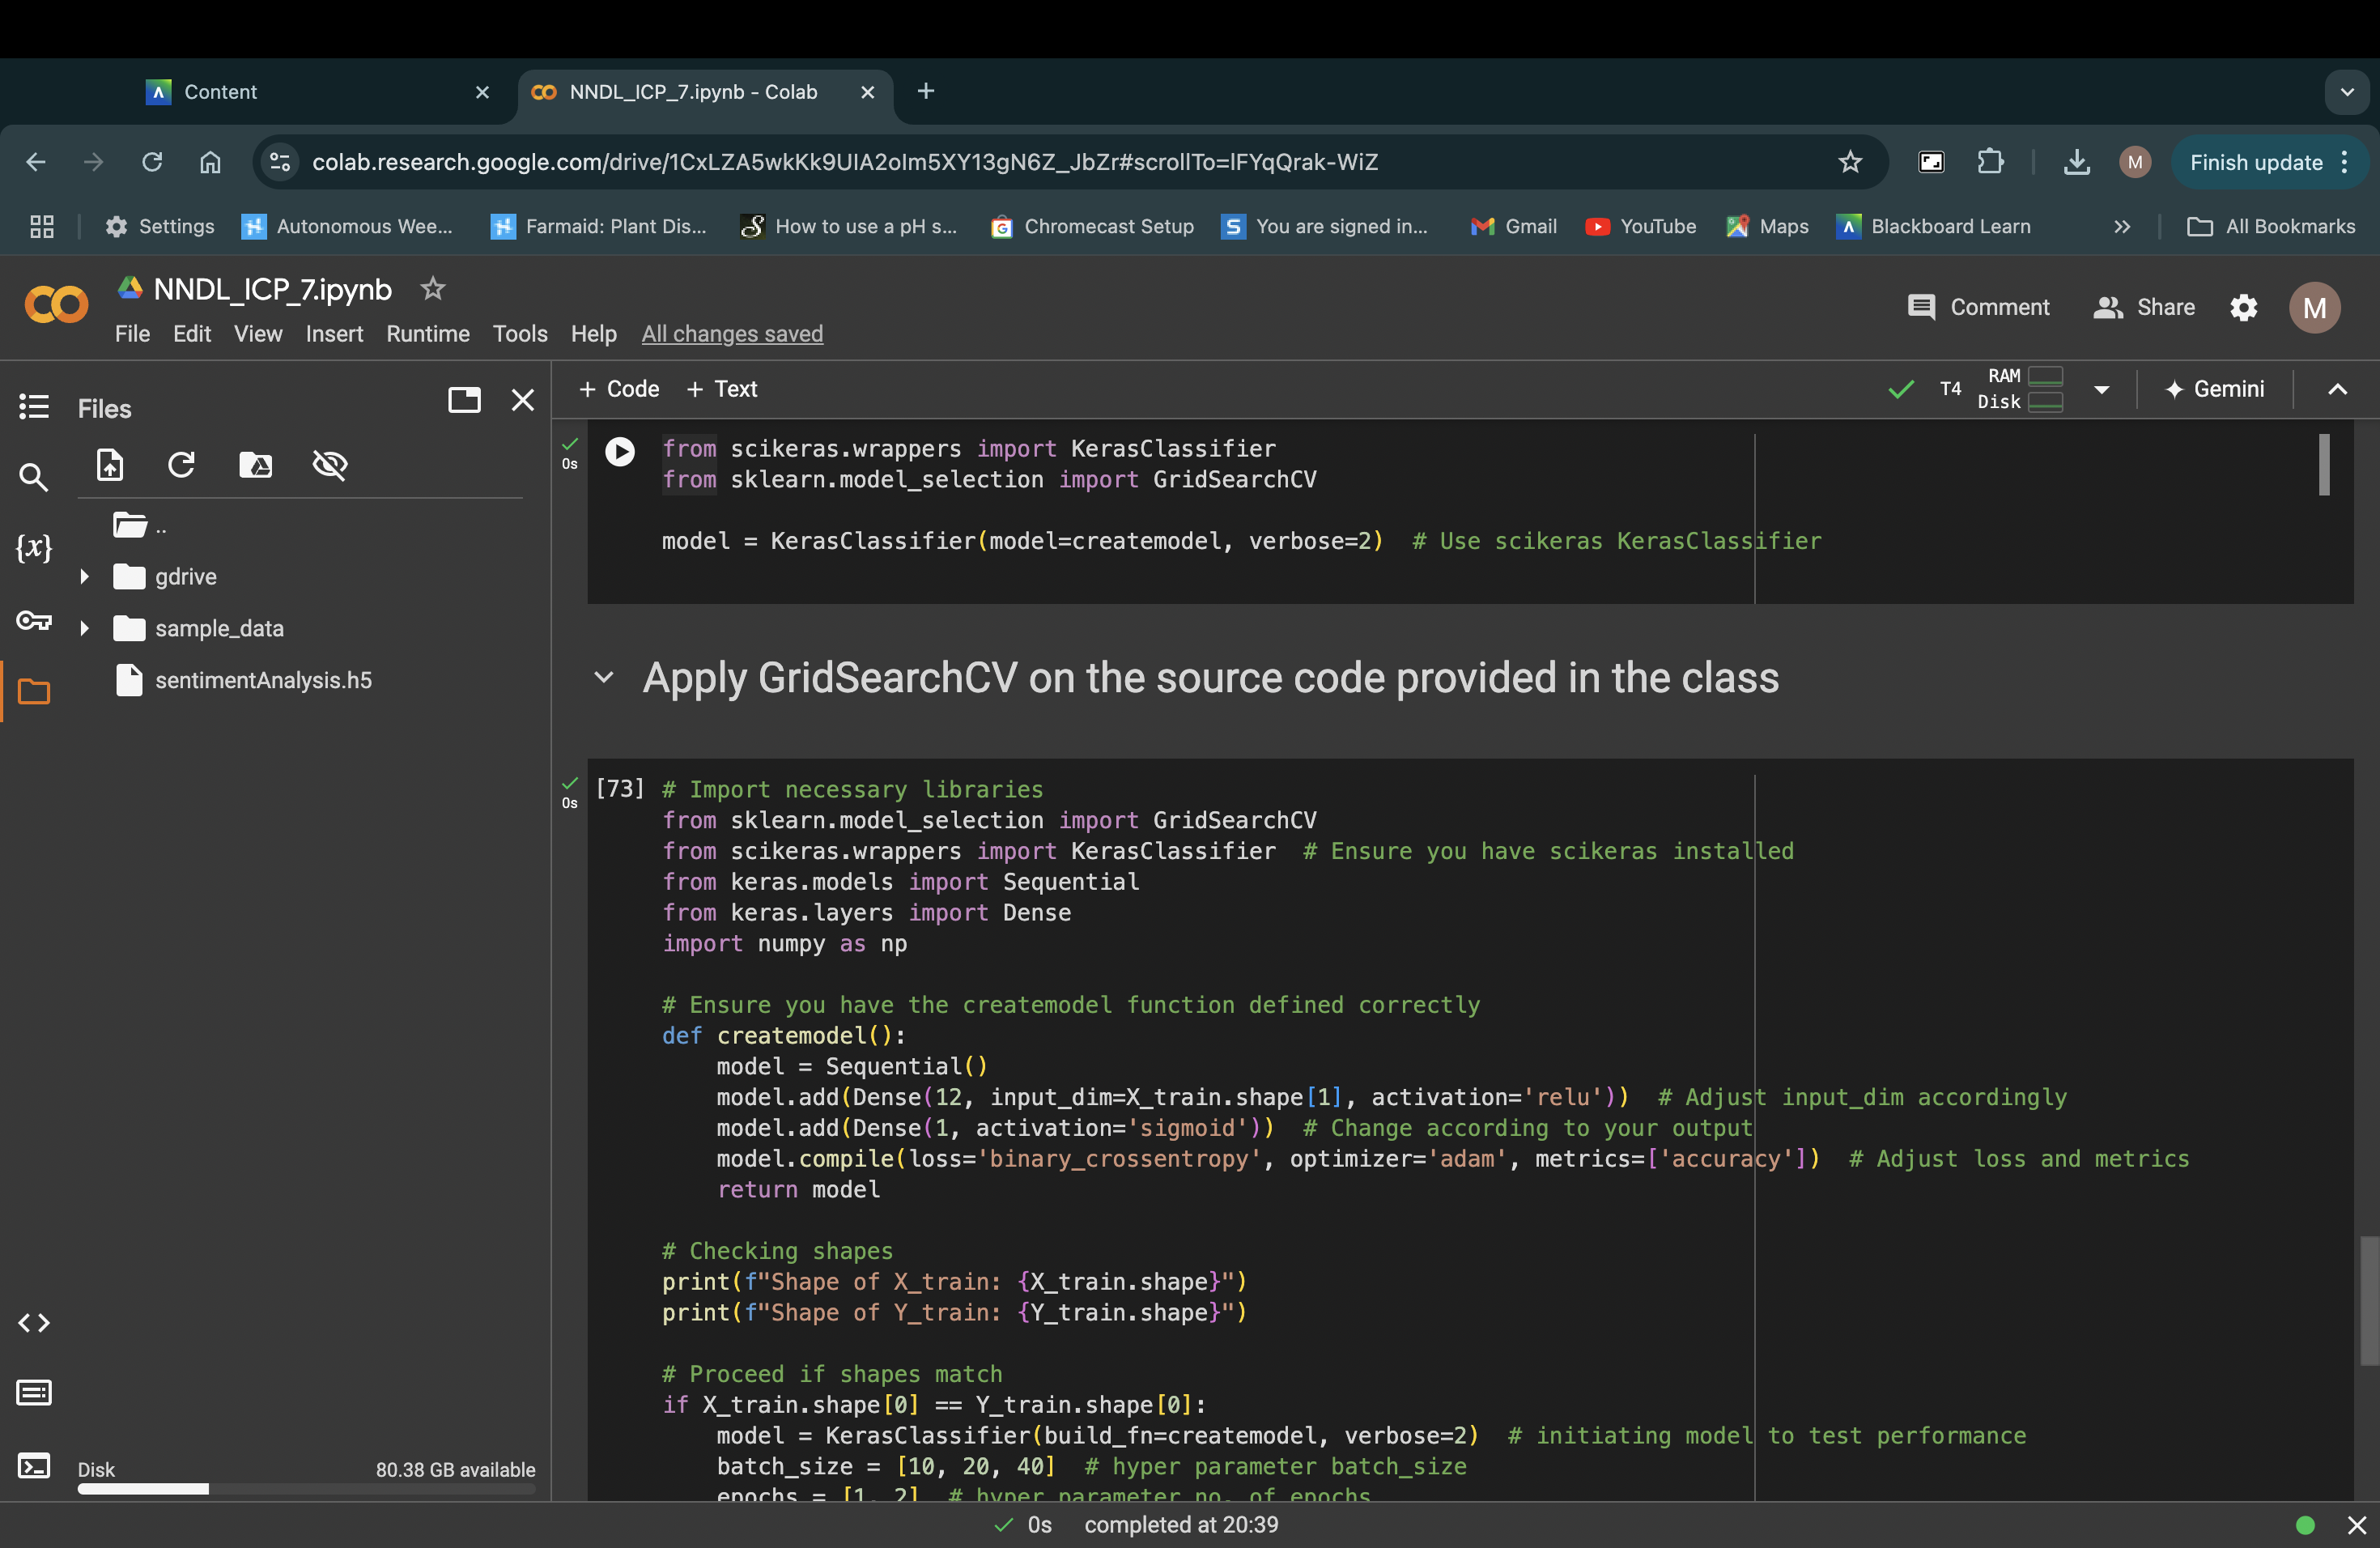 Content
NNDL_ICP_7.ipynb - Colab
colab.research.google.com/drive/1CxLZA5wkKk9UIA2oIm5XY13gN6Z_JbZr#scrollTo=lFYqQrak-WiZ
M
Finish update
Settings
Autonomous Wee...
Farmaid: Plant Dis...
How to use a pH s...
Chromecast Setup
You are signed in...
Gmail
YouTube
Maps
Blackboard Learn
All Bookmarks
NNDL_ICP_7.ipynb
File Edit View Insert Runtime Tools Help All changes saved
Comment
Share
M
Files
+ Code + Text
T4
RAM
Disk
Gemini
..
gdrive
sample_data
sentimentAnalysis.h5
{x}
Disk 80.38 GB available
0s
from scikeras.wrappers import KerasClassifier
from sklearn.model_selection import GridSearchCV
model = KerasClassifier(model=createmodel, verbose=2)  # Use scikeras KerasClassifier
Apply GridSearchCV on the source code provided in the class
0s
[73] # Import necessary libraries
from sklearn.model_selection import GridSearchCV
from scikeras.wrappers import KerasClassifier  # Ensure you have scikeras installed
from keras.models import Sequential
from keras.layers import Dense
import numpy as np
# Ensure you have the createmodel function defined correctly
def createmodel():
    model = Sequential()
    model.add(Dense(12, input_dim=X_train.shape[1], activation='relu'))  # Adjust input_dim accordingly
    model.add(Dense(1, activation='sigmoid'))  # Change according to your output
    model.compile(loss='binary_crossentropy', optimizer='adam', metrics=['accuracy'])  # Adjust loss and metrics
    return model
# Checking shapes
print(f"Shape of X_train: {X_train.shape}")
print(f"Shape of Y_train: {Y_train.shape}")
# Proceed if shapes match
if X_train.shape[0] == Y_train.shape[0]:
    model = KerasClassifier(build_fn=createmodel, verbose=2)  # initiating model to test performance
    batch_size = [10, 20, 40]  # hyper parameter batch_size
    epochs = [1, 2]  # hyper parameter no. of epochs
0s completed at 20:39